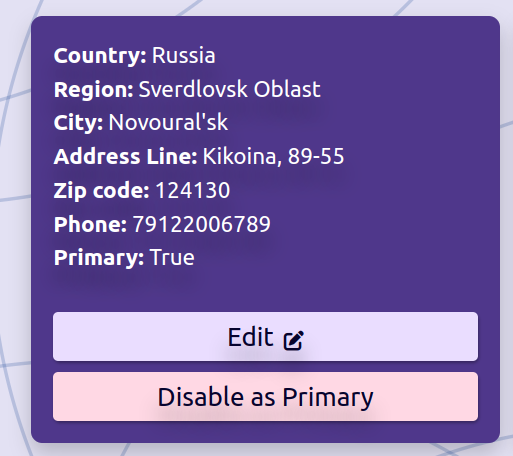 Country: Russia
Region: Sverdlovsk Oblast
City: Novoural'sk
Address Line: Kikoina, 89-55
Zip code: 124130
Phone: 79122006789
Primary: True
Edit
Disable as Primary